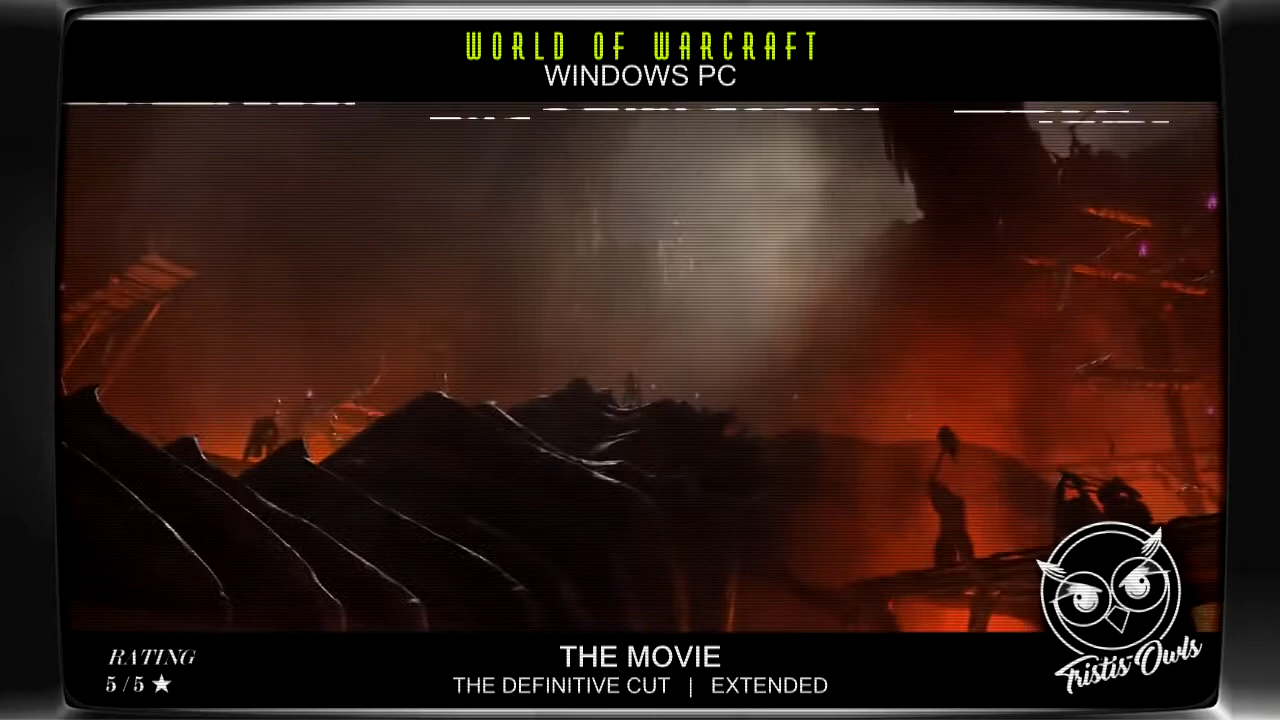 WORLD OF WARCRAFT
WINDOWS PC
RATING
5/5★
THE MOVIE
THE DEFINITIVE CUT | EXTENDED
Tristis Owls